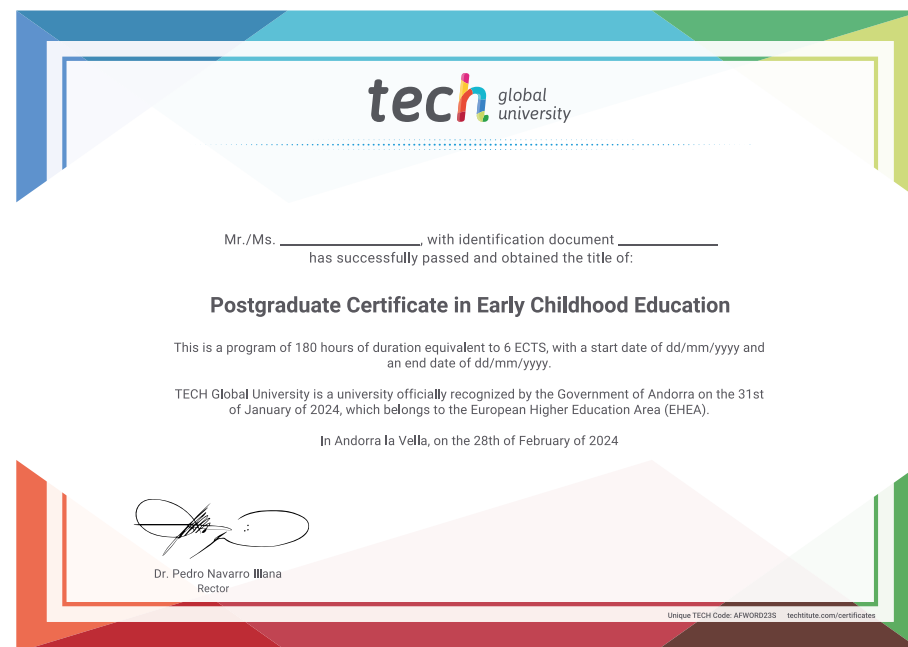 tech global university
Mr./Ms. ____________, with identification document ____________
has successfully passed and obtained the title of:
Postgraduate Certificate in Early Childhood Education
This is a program of 180 hours of duration equivalent to 6 ECTS, with a start date of dd/mm/yyyy and
an end date of dd/mm/yyyy.
TECH Global University is a university officially recognized by the Government of Andorra on the 31st
of January of 2024, which belongs to the European Higher Education Area (EHEA).
In Andorra la Vella, on the 28th of February of 2024
Dr. Pedro Navarro Illana
Rector
Unique TECH Code: AFWORD23S techtitute.com/certificates